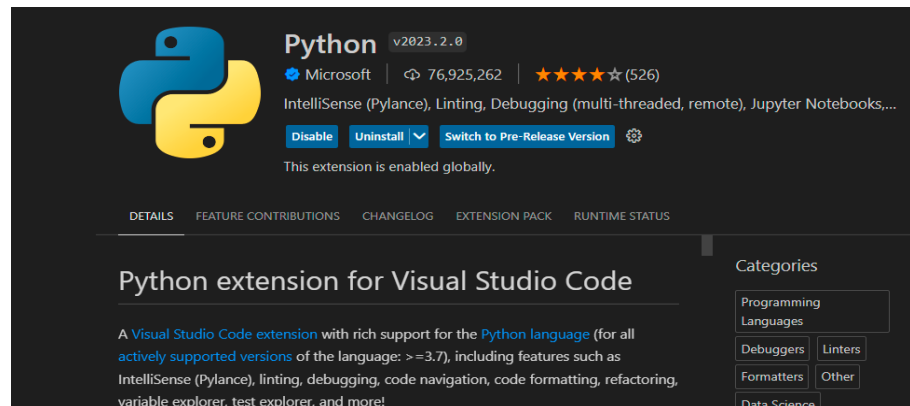 Python v2023.2.0
Microsoft 76,925,262 (526)
IntelliSense (Pylance), Linting, Debugging (multi-threaded, remote), Jupyter Notebooks,...
Disable Uninstall Switch to Pre-Release Version
This extension is enabled globally.
DETAILS FEATURE CONTRIBUTIONS CHANGELOG EXTENSION PACK RUNTIME STATUS
Python extension for Visual Studio Code
A Visual Studio Code extension with rich support for the Python language (for all
actively supported versions of the language: >=3.7), including features such as
IntelliSense (Pylance), linting, debugging, code navigation, code formatting, refactoring,
variable explorer, test explorer, and more!
Categories
Programming
Languages
Debuggers Linters
Formatters Other
Data Science